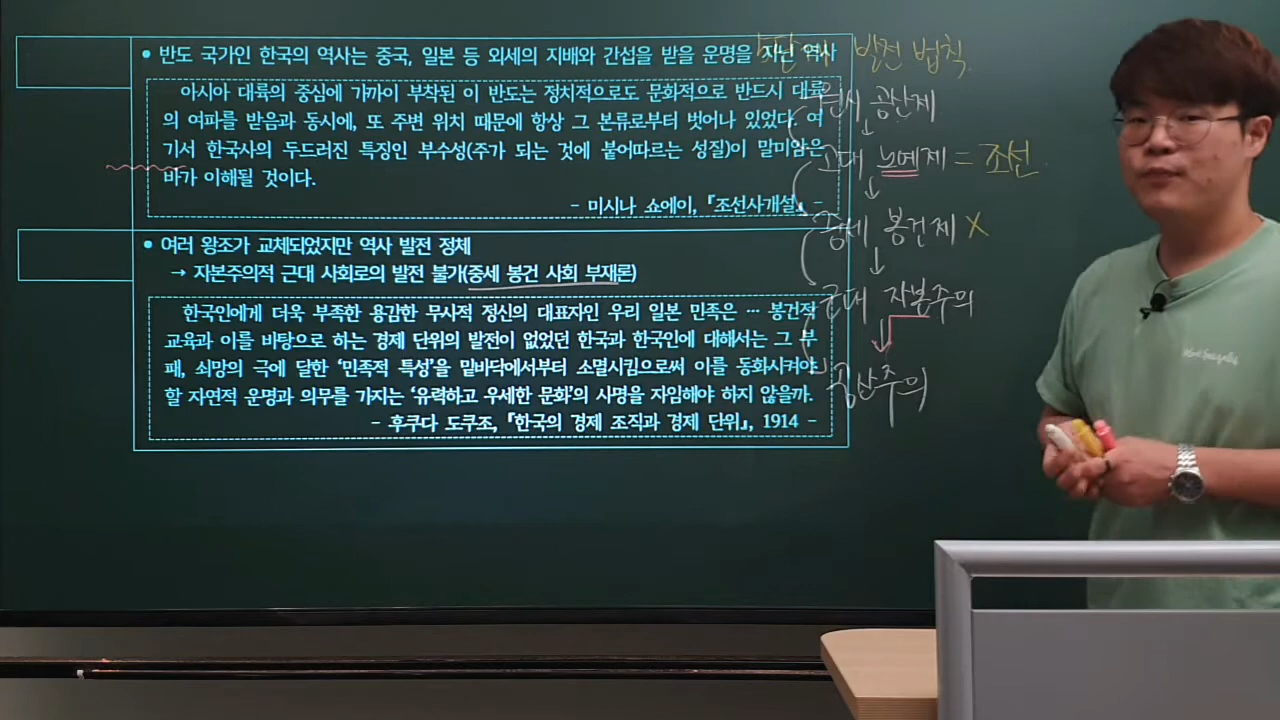 ● 반도 국가인 한국의 역사는 중국, 일본 등 외세의 지배와 간섭을 받을 운명을 지닌 역사
아시아 대륙의 중심에 가까이 부착된 이 반도는 정치적으로도 문화적으로 반드시 대륙
의 여파를 받음과 동시에, 또 주변 위치 때문에 항상 그 본류로부터 벗어나 있었다. 여
기서 한국사의 두드러진 특징인 부수성(주가 되는 것에 붙어따르는 성질)이 말미암은
바가 이해될 것이다.
- 미시나 쇼에이, 『조선사개설』 -
● 여러 왕조가 교체되었지만 역사 발전 정체
→ 자본주의적 근대 사회로의 발전 불가(중세 봉건 사회 부재론)
한국인에게 더욱 부족한 용감한 무사적 정신의 대표자인 우리 일본 민족은 … 봉건적
교육과 이를 바탕으로 하는 경제 단위의 발전이 없었던 한국과 한국인에 대해서는 그 부
패, 쇠망의 극에 달한 ‘민족적 특성’을 밑바닥에서부터 소멸시킴으로써 이를 동화시켜야
할 자연적 운명과 의무를 가지는 ‘유력하고 우세한 문화’의 사명을 자임해야 하지 않을까.
- 후쿠다 도쿠조, 『한국의 경제 조직과 경제 단위』, 1914 -
발전 법칙
원시 공산제
고대 노예제 = 조선
중세 봉건제 X
근대 자본주의
공산주의